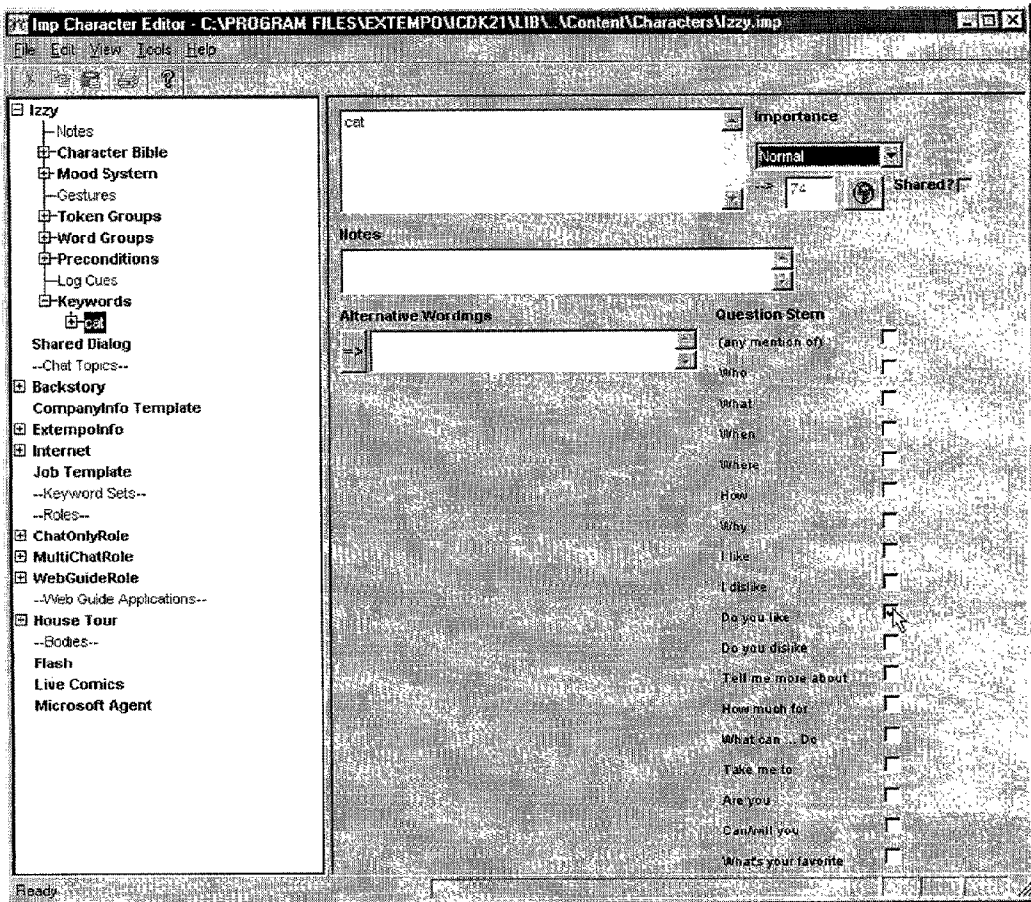 Imp Character Editor - C:\PROGRAM FILES\EXTEMPO\ICDK21\LIB\..\Content\Characters\Izzy.imp
File Edit View Tools Help
Izzy
Notes
Character Bible
Mood System
Gestures
Token Groups
Word Groups
Preconditions
Log Cues
Keywords
cat
Shared Dialog
--Chat Topics--
Backstory
CompanyInfo Template
ExtempoInfo
Internet
Job Template
--Keyword Sets--
--Roles--
ChatOnlyRole
MultiChatRole
WebGuideRole
--Web Guide Applications--
House Tour
--Bodies--
Flash
Live Comics
Microsoft Agent
cat
Importance
Normal
--> 74 Shared?
Notes
Alternative Wordings
=>
Question Stem
(any mention of)
Who
What
When
Where
How
Why
I like
I dislike
Do you like
Do you dislike
Tell me more about
How much for
What can ... Do
Take me to
Are you
Can/will you
What's your favorite
Ready